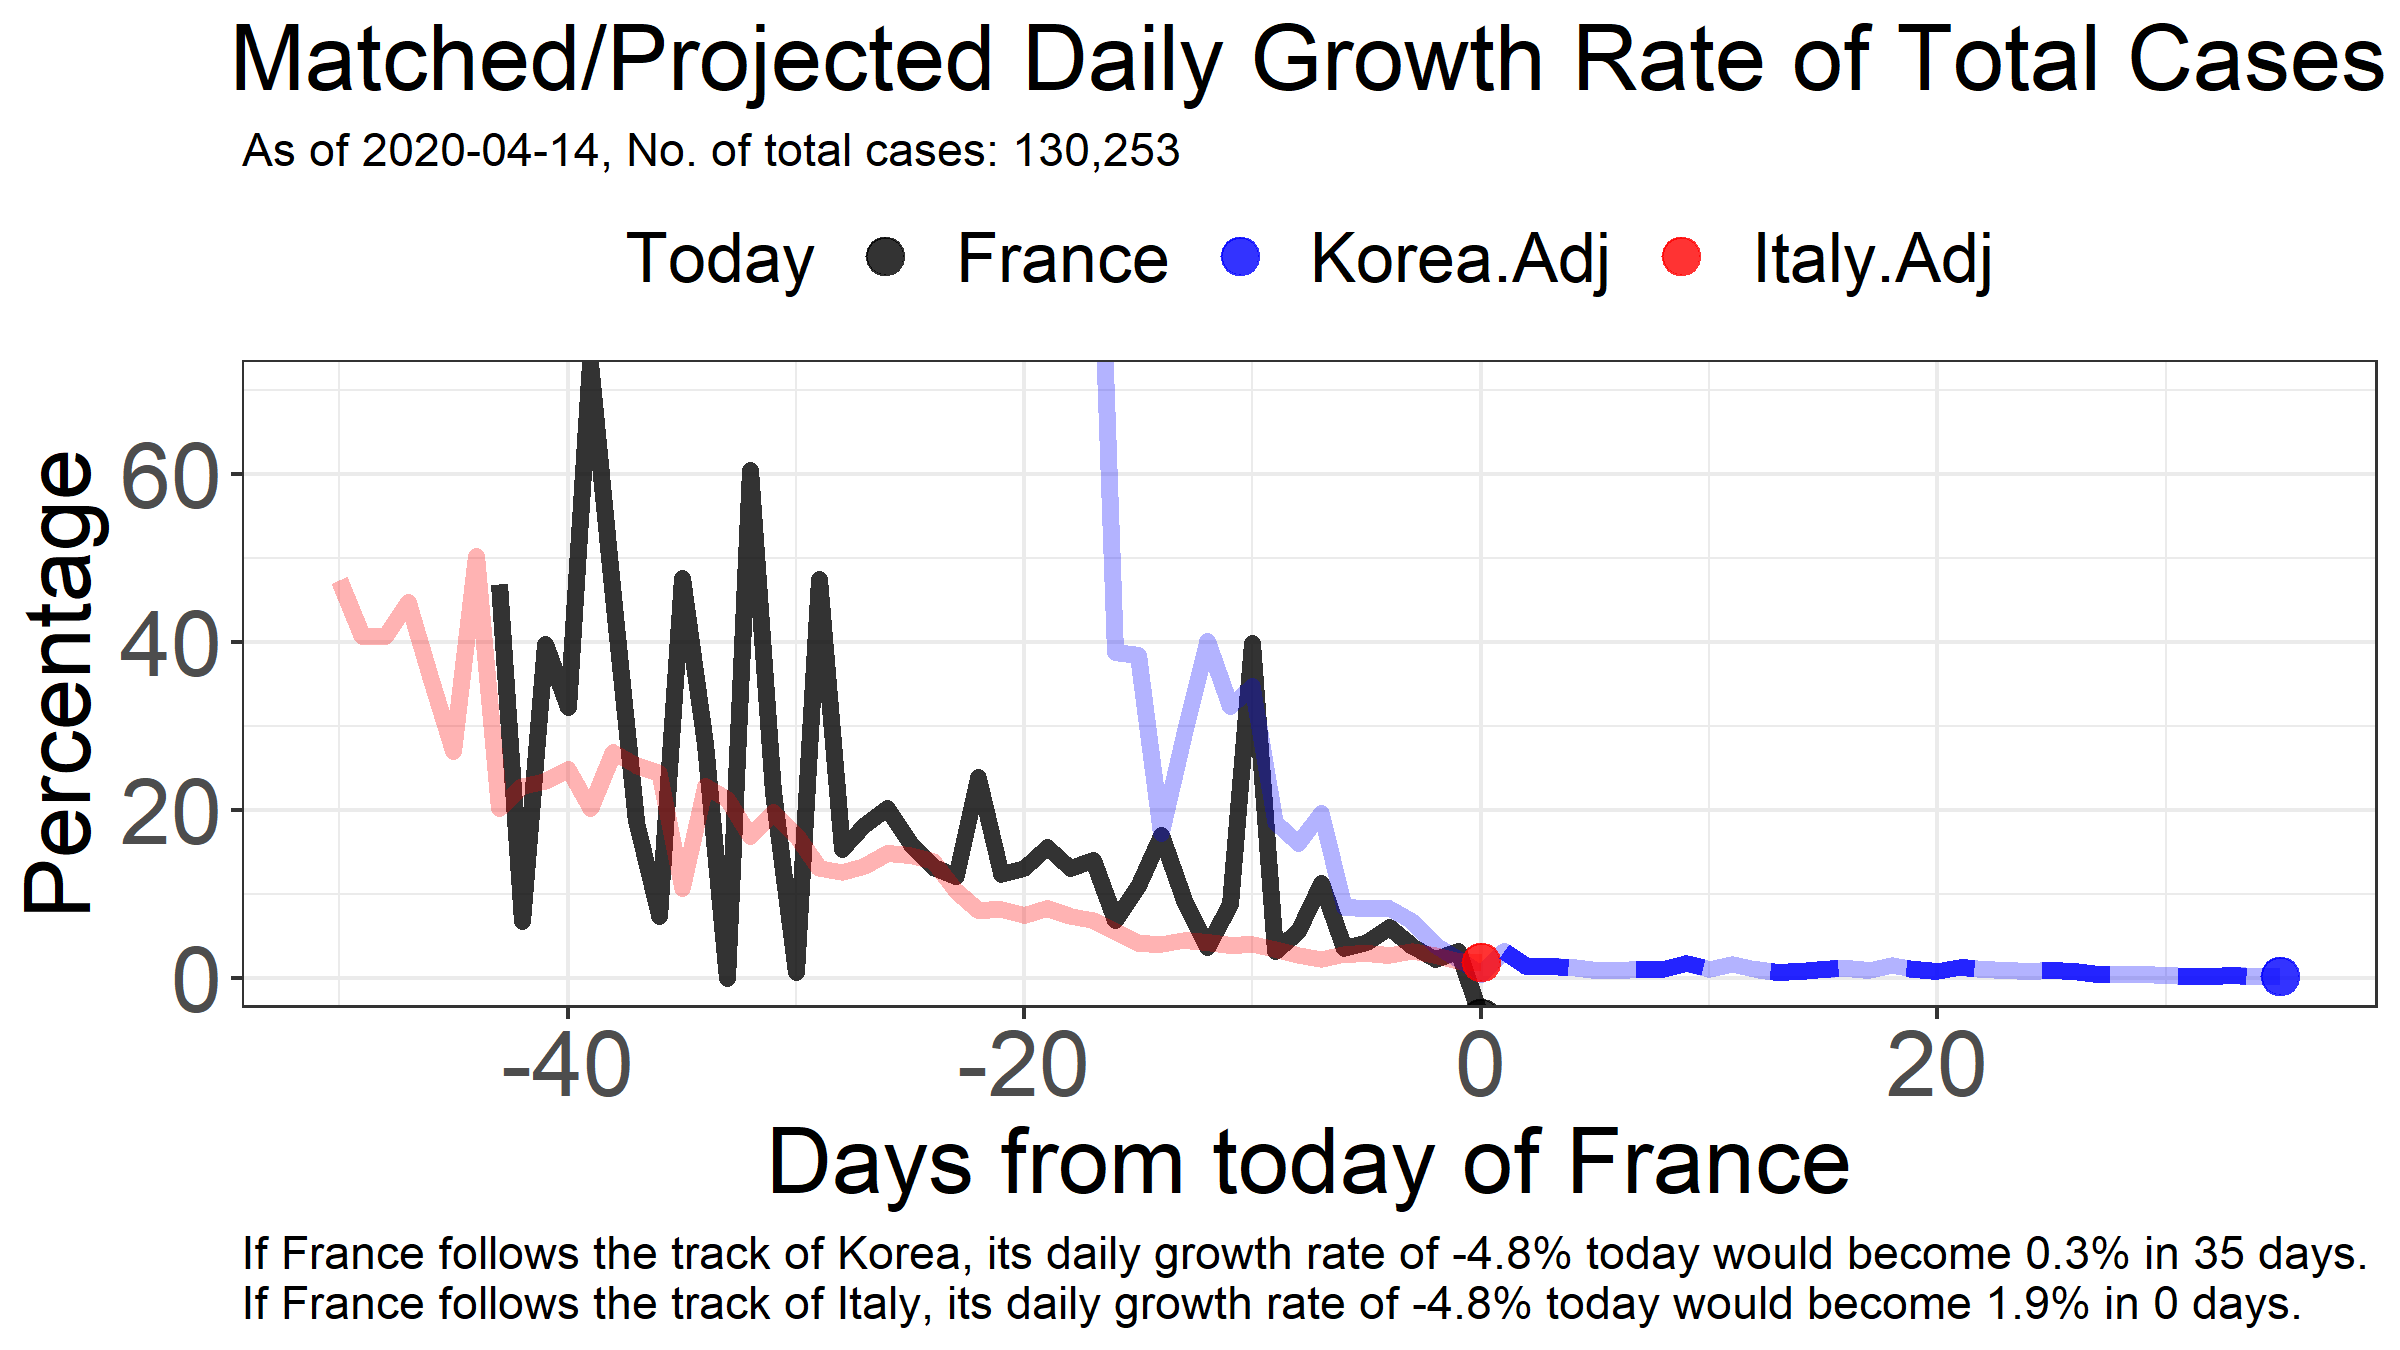 Matched/Projected Daily Growth Rate of Total Cases
As of 2020-04-14, No. of total cases: 130,253
Today France Korea.Adj Italy.Adj
Percentage
60
40
20
0
-40 -20 0 20
Days from today of France
If France follows the track of Korea, its daily growth rate of -4.8% today would become 0.3% in 35 days.
If France follows the track of Italy, its daily growth rate of -4.8% today would become 1.9% in 0 days.